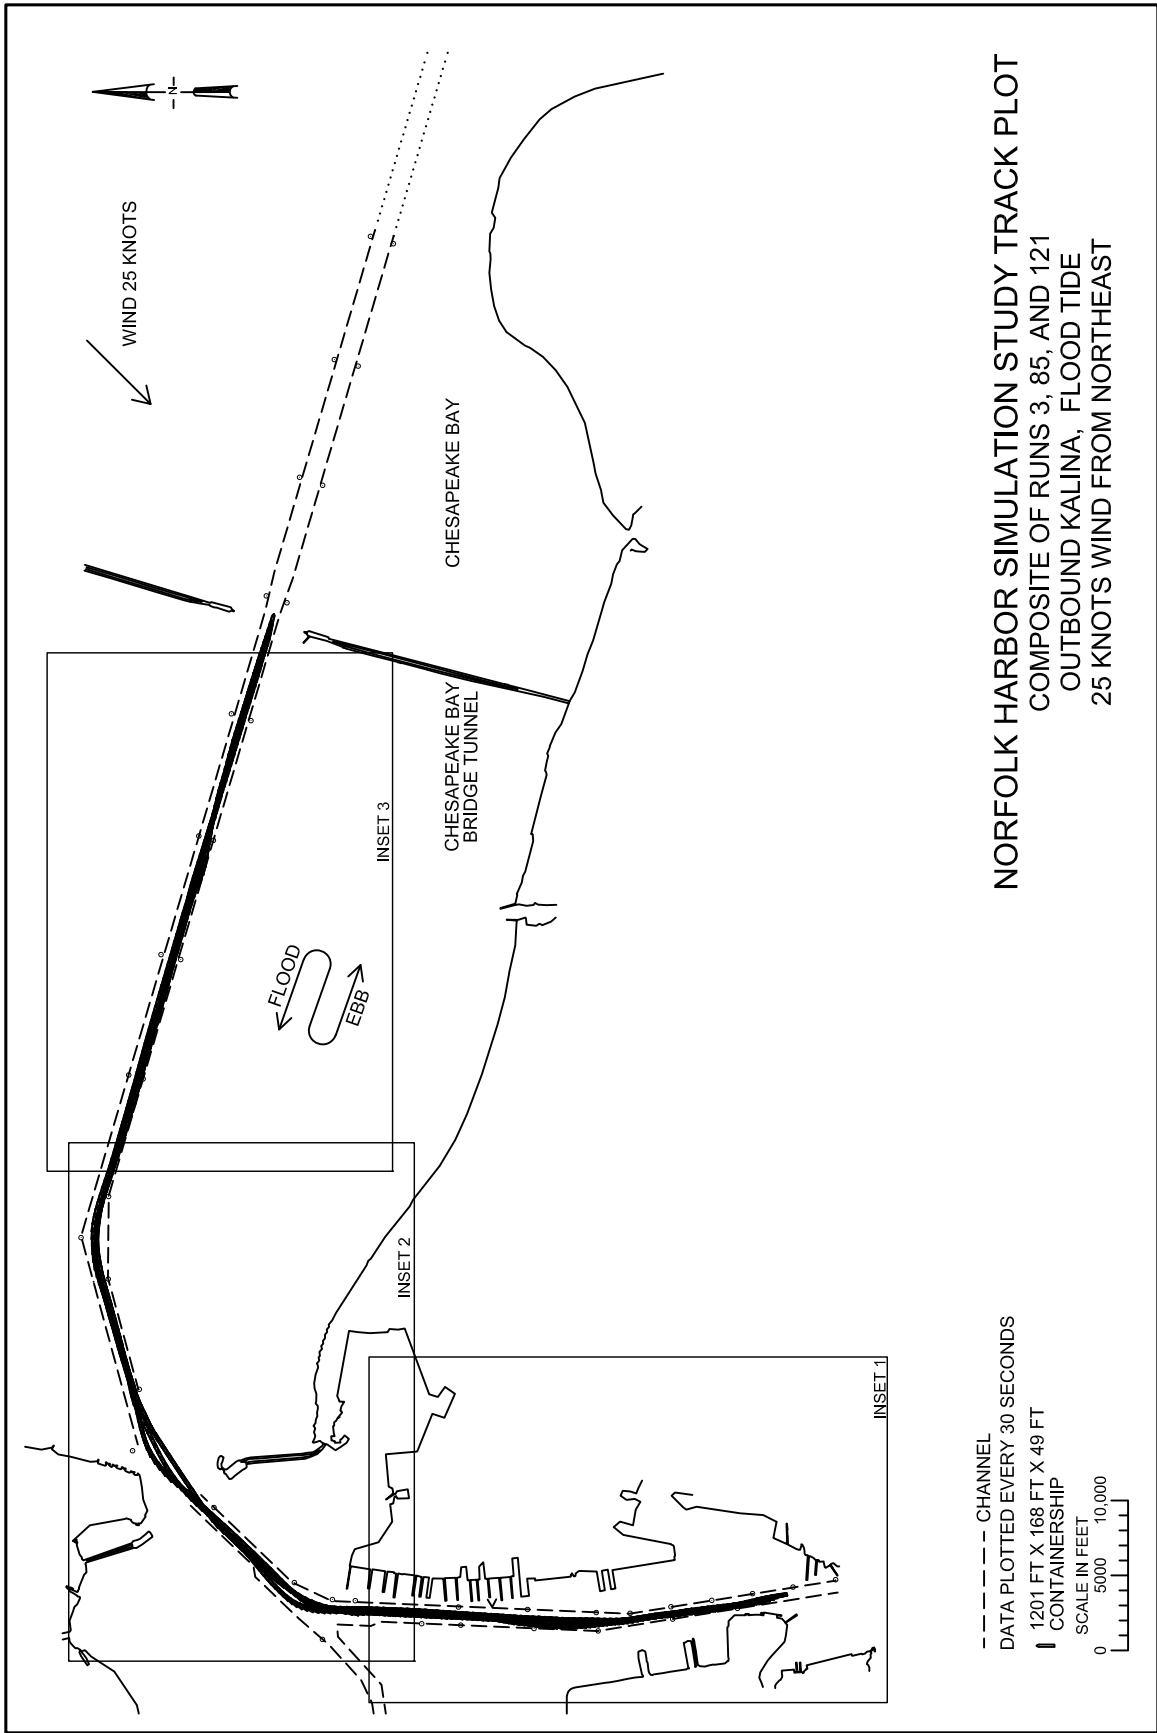 N
WIND 25 KNOTS
CHESAPEAKE BAY
CHESAPEAKE BAY
BRIDGE TUNNEL
INSET 3
FLOOD
EBB
INSET 2
INSET 1
NORFOLK HARBOR SIMULATION STUDY TRACK PLOT
COMPOSITE OF RUNS 3, 85, AND 121
OUTBOUND KALINA, FLOOD TIDE
25 KNOTS WIND FROM NORTHEAST
CHANNEL
DATA PLOTTED EVERY 30 SECONDS
1201 FT X 168 FT X 49 FT
CONTAINERSHIP
SCALE IN FEET
0 5000 10,000